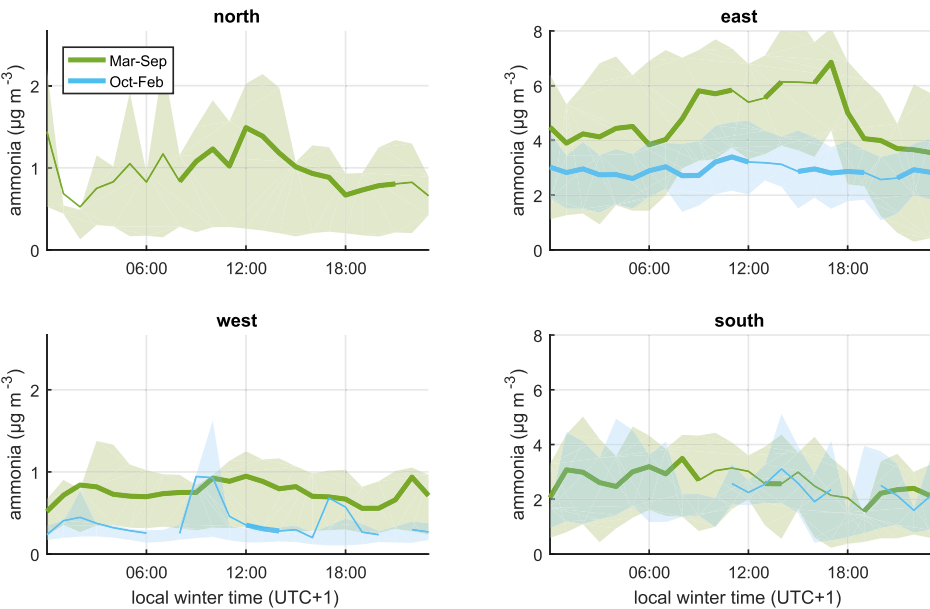 north
ammonia (µg m-3)
2
1
0
Mar-Sep
Oct-Feb
06:00 12:00 18:00
east
ammonia (µg m-3)
8
6
4
2
0
06:00 12:00 18:00
west
ammonia (µg m-3)
2
1
0
06:00 12:00 18:00
local winter time (UTC+1)
south
ammonia (µg m-3)
8
6
4
2
0
06:00 12:00 18:00
local winter time (UTC+1)